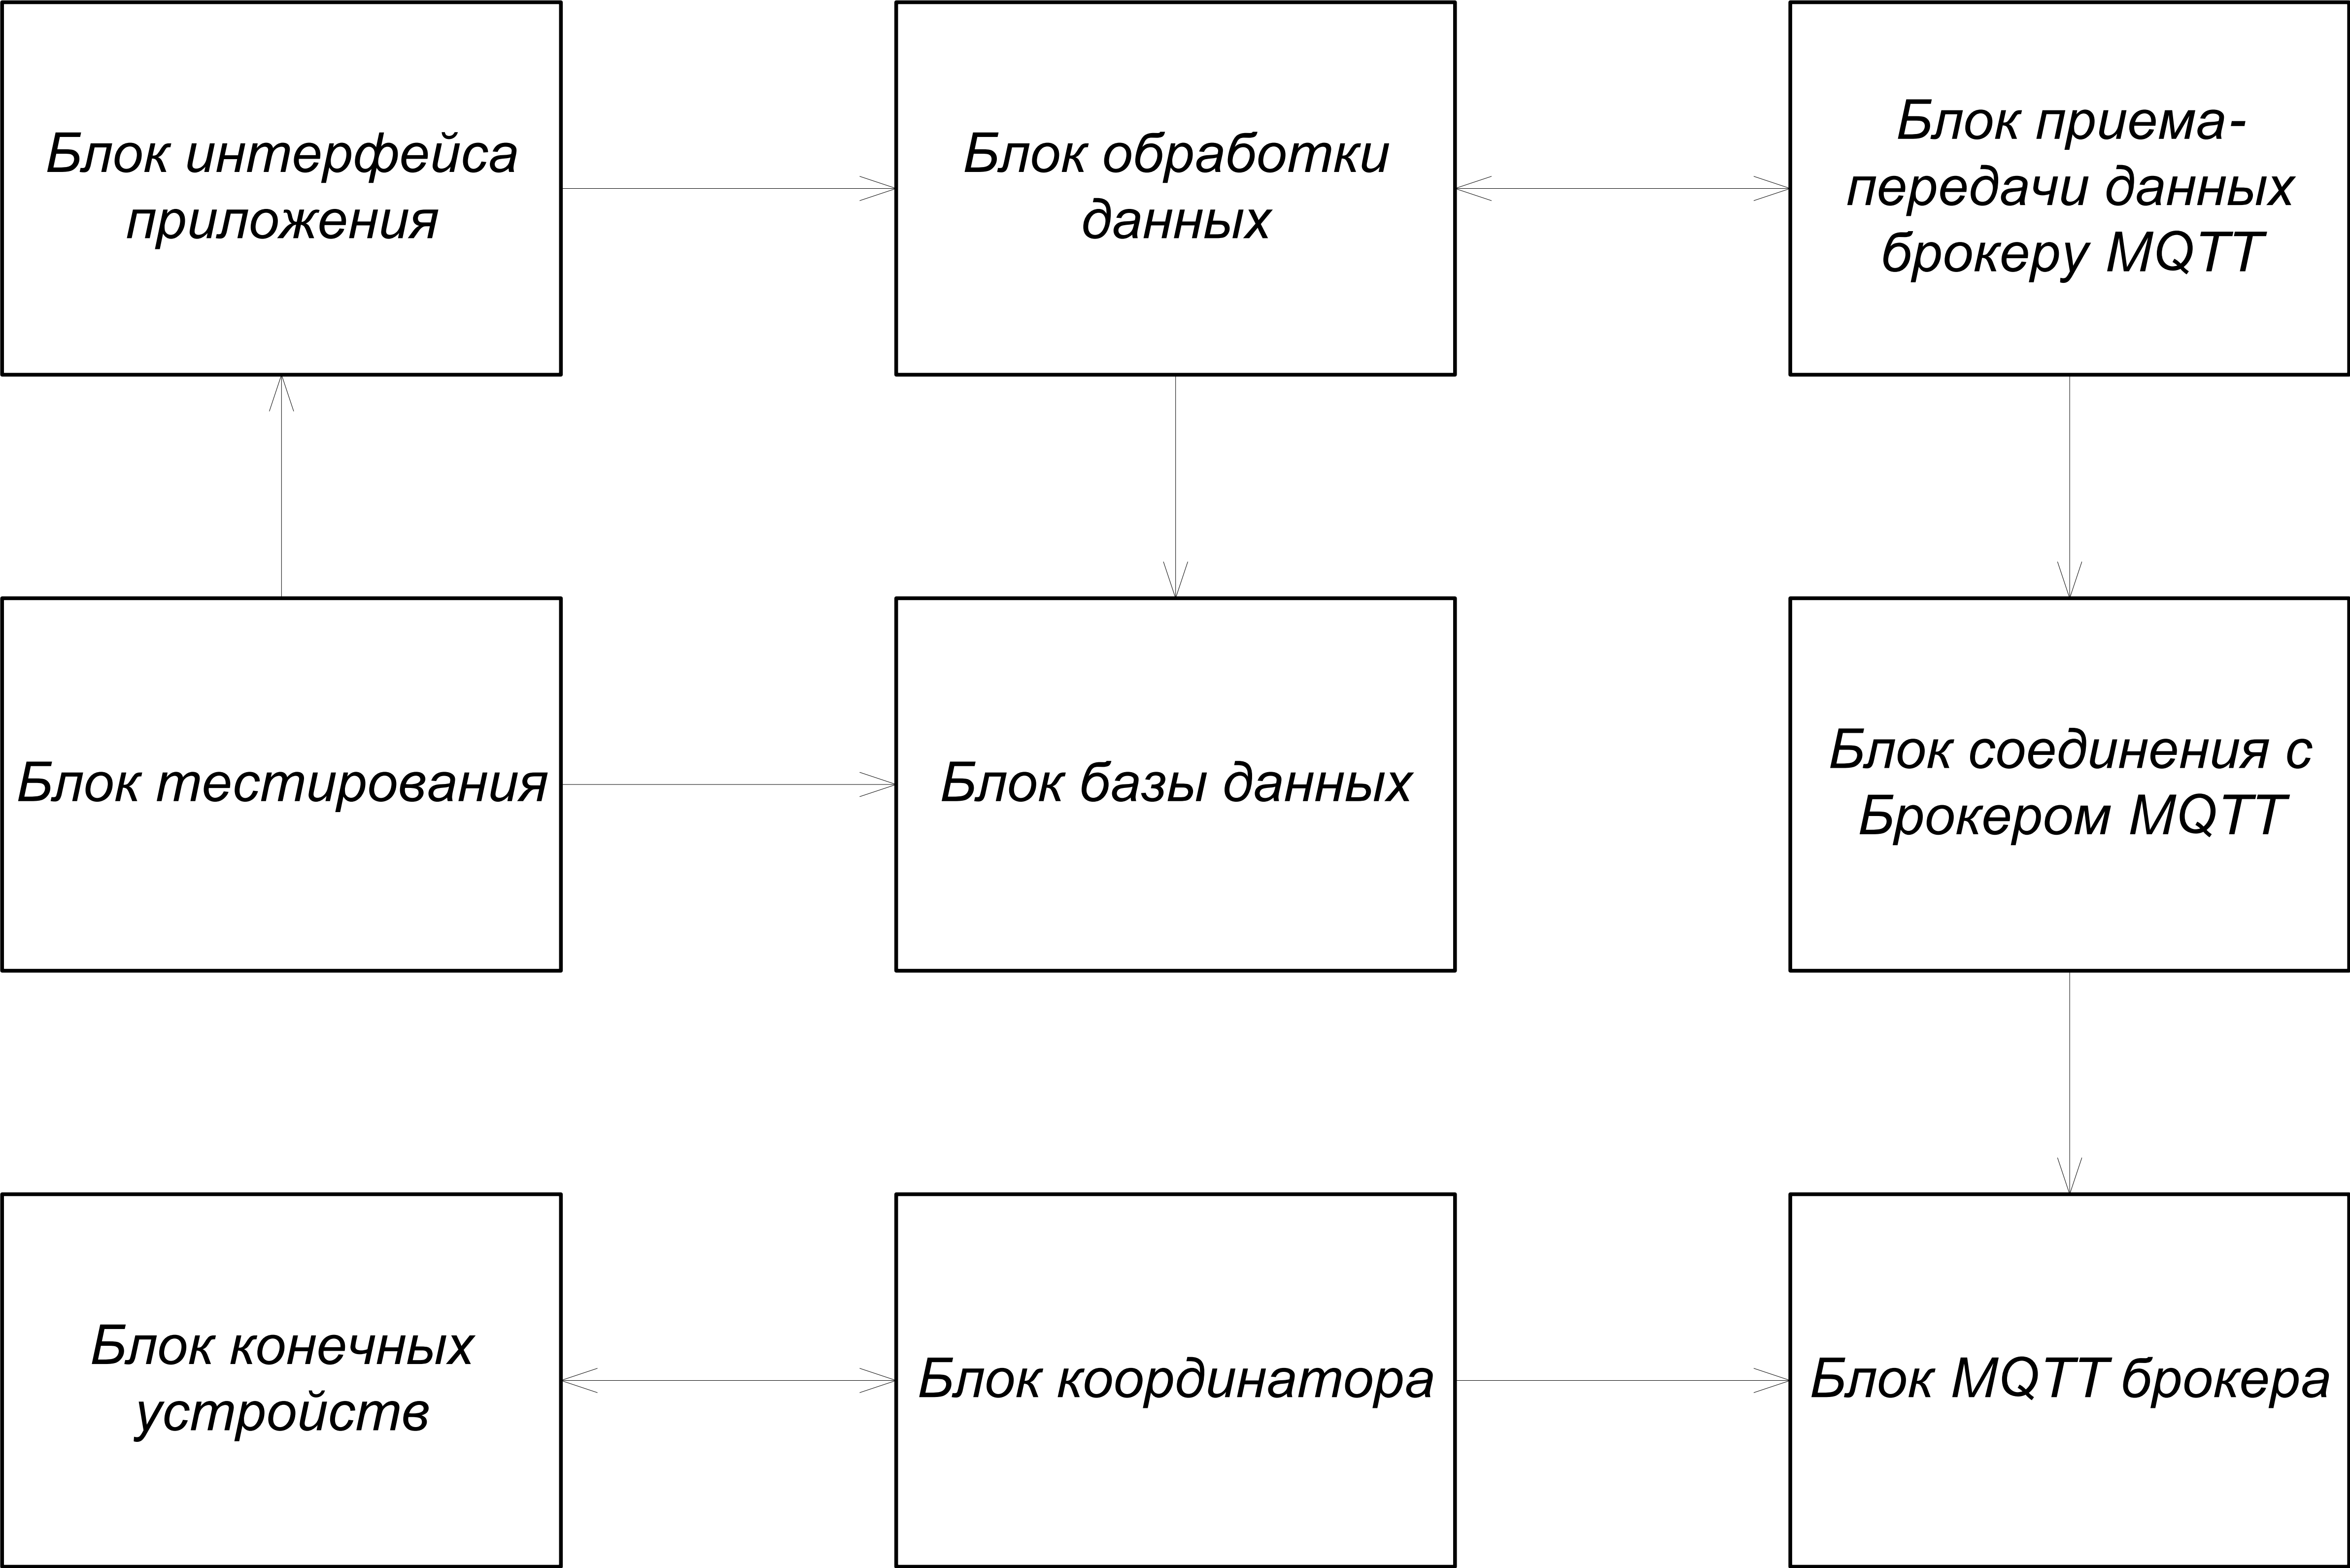 Блок интерфейса
приложения
Блок обработки
данных
Блок приема-
передачи данных
брокеру MQTT
Блок тестирования
Блок базы данных
Блок соединения с
Брокером MQTT
Блок конечных
устройств
Блок координатора
Блок MQTT брокера